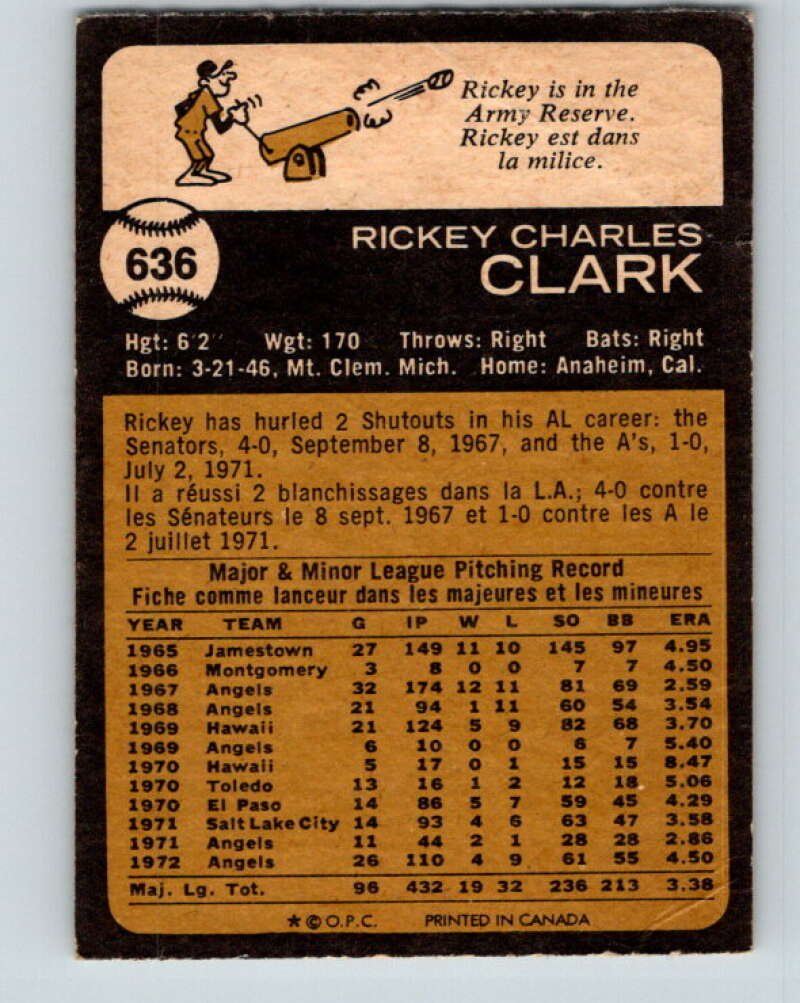 Rickey is in the
Army Reserve.
Rickey est dans
la milice.
636
RICKEY CHARLES
CLARK
Hgt: 6'2" Wgt: 170 Throws: Right Bats: Right
Born: 3-21-46, Mt. Clem. Mich. Home: Anaheim, Cal.
Rickey has hurled 2 Shutouts in his AL career: the
Senators, 4-0, September 8, 1967, and the A's, 1-0,
July 2, 1971.
Il a réussi 2 blanchissages dans la L.A.; 4-0 contre
les Sénateurs le 8 sept. 1967 et 1-0 contre les A le
2 juillet 1971.
Major & Minor League Pitching Record
Fiche comme lanceur dans les majeures et les mineures
YEAR TEAM G IP W L SO BB ERA
1965 Jamestown 27 149 11 10 145 97 4.95
1966 Montgomery 3 8 0 0 7 7 4.50
1967 Angels 32 174 12 11 81 69 2.59
1968 Angels 21 94 1 11 60 54 3.54
1969 Hawaii 21 124 5 9 82 68 3.70
1969 Angels 6 10 0 0 6 7 5.40
1970 Hawaii 5 17 0 1 15 15 8.47
1970 Toledo 13 16 1 2 12 18 5.06
1970 El Paso 14 86 5 7 59 45 4.29
1971 Salt Lake City 14 93 4 6 63 47 3.58
1971 Angels 11 44 2 1 28 28 2.86
1972 Angels 26 110 4 9 61 55 4.50
Maj. Lg. Tot. 96 432 19 32 236 213 3.38
★ © O.P.C. PRINTED IN CANADA